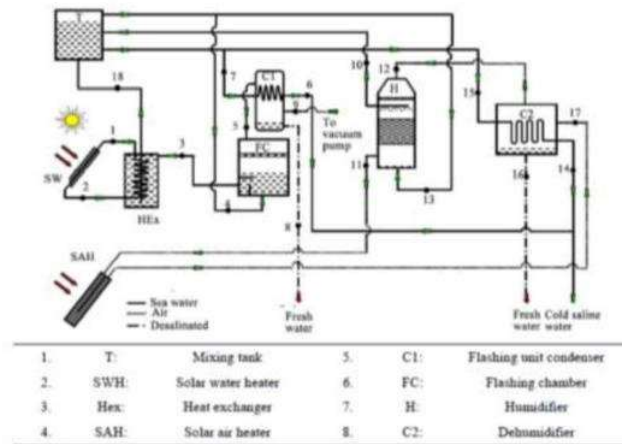 T
12
10
H
7
C1
6
9
15
C2
17
18
To
vacuum
pump
5
1
3
FC
11
16
14
SW
2
HEx
4
13
8
SAH
Sea water
Air
Desalinated
Fresh
water
Fresh Cold saline
water water
1. T: Mixing tank 5. C1: Flashing unit condenser
2. SWH: Solar water heater 6. FC: Flashing chamber
3. Hex: Heat exchanger 7. H: Humidifier
4. SAH: Solar air heater 8. C2: Dehumidifier